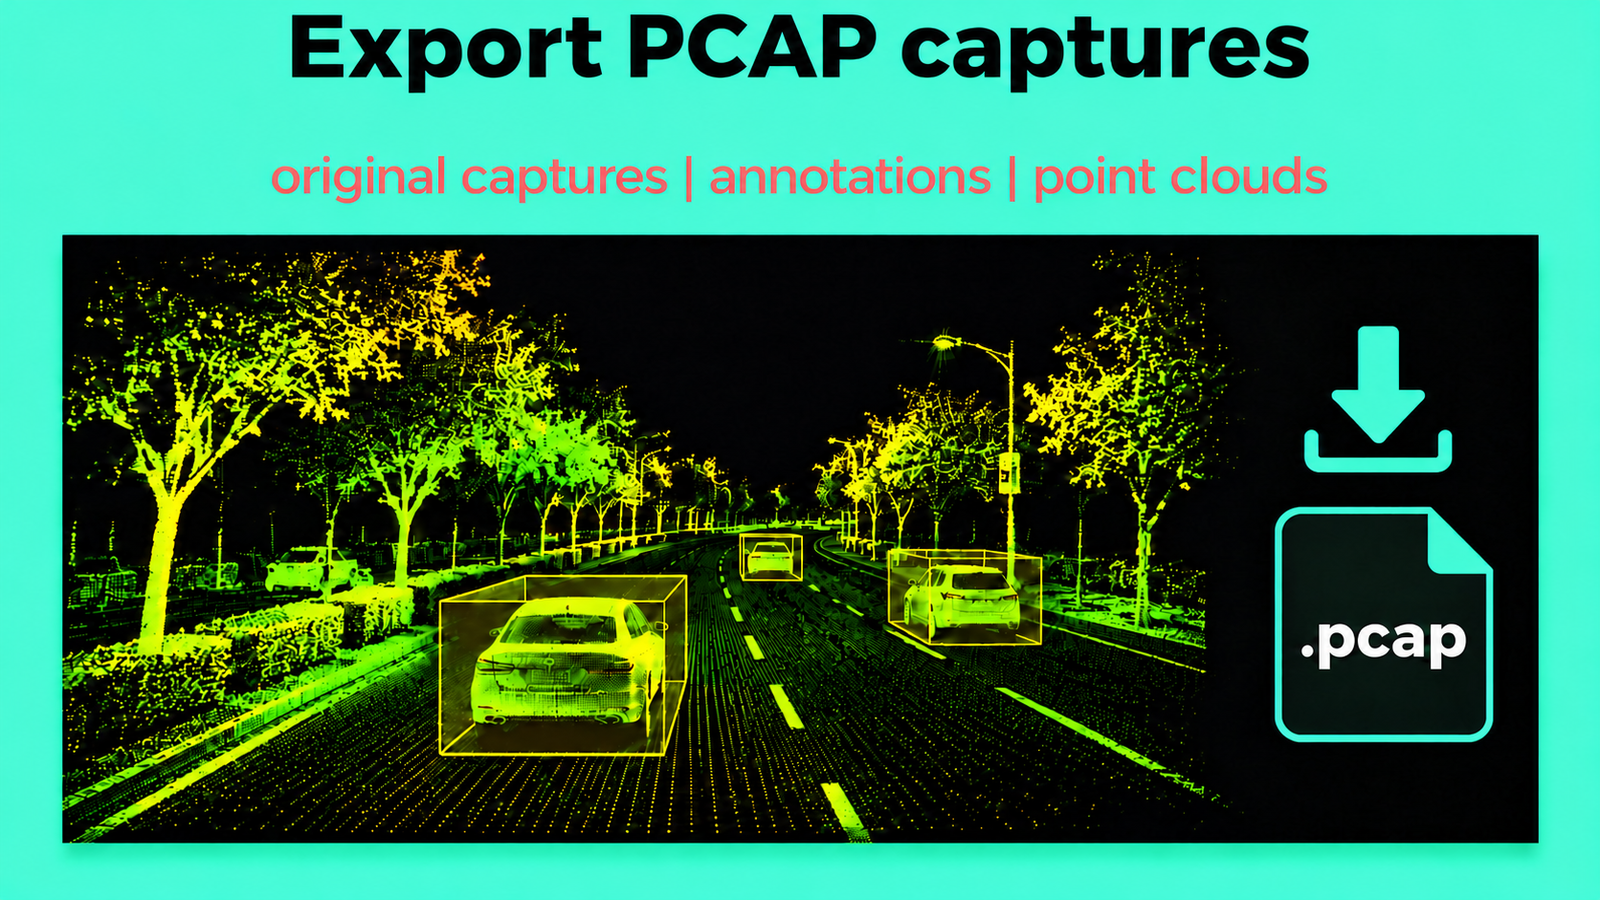 Export PCAP captures
original captures | annotations | point clouds
.pcap